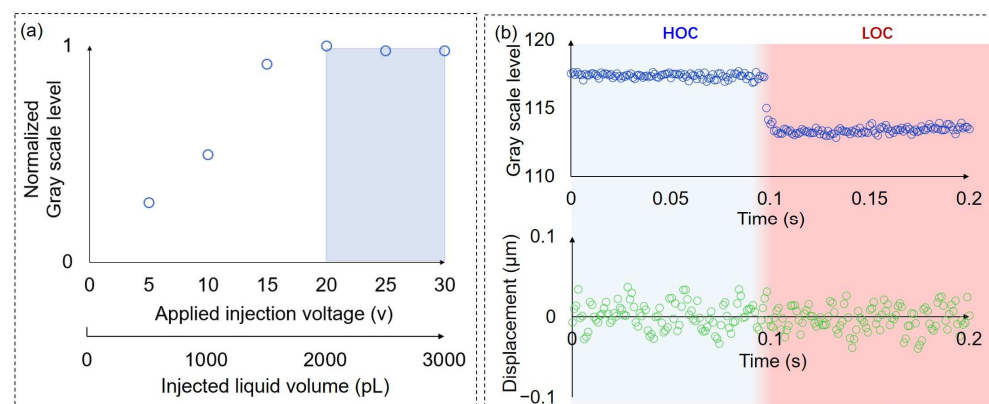 (a)
1
Normalized
Gray scale level
0
0 5 10 15 20 25 30
Applied injection voltage (v)
0 1000 2000 3000
Injected liquid volume (pL)
(b)
HOC LOC
120
Gray scale level
115
110
0 0.05 0.1 0.15 0.2
Time (s)
0.1
Displacement (μm)
0
0.1 0.2
Time (s)
−0.1